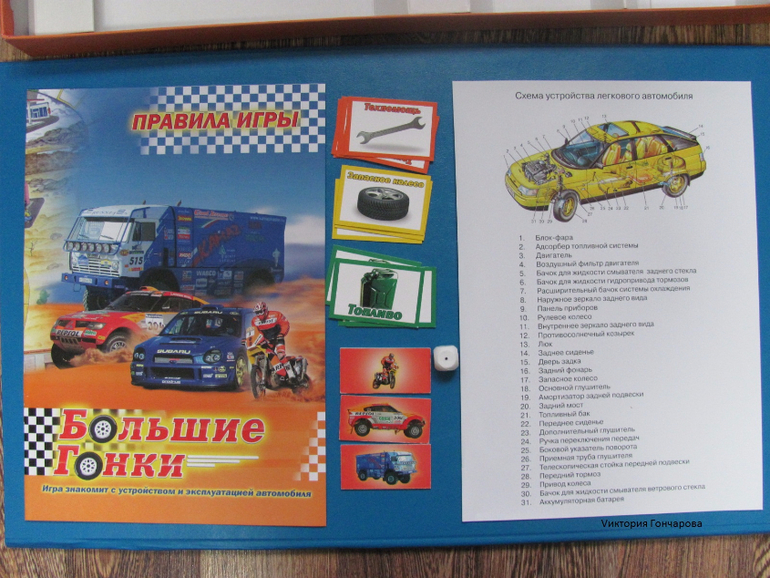 ПРАВИЛА ИГРЫ
515
SUBARU
Большие
Гонки
Игра знакомит с устройством и эксплуатацией автомобиля
Техпомощь
Запасное колесо
Топливо
Схема устройства легкового автомобиля
1. Блок-фара
2. Адсорбер топливной системы
3. Двигатель
4. Воздушный фильтр двигателя
5. Бачок для жидкости смывателя заднего стекла
6. Бачок для жидкости гидропривода тормозов
7. Расширительный бачок системы охлаждения
8. Наружное зеркало заднего вида
9. Панель приборов
10. Рулевое колесо
11. Внутреннее зеркало заднего вида
12. Противосолнечный козырек
13. Люк
14. Заднее сиденье
15. Дверь задка
16. Задний фонарь
17. Запасное колесо
18. Основной глушитель
19. Амортизатор задней подвески
20. Задний мост
21. Топливный бак
22. Переднее сиденье
23. Дополнительный глушитель
24. Ручка переключения передач
25. Боковой указатель поворота
26. Приемная труба глушителя
27. Телескопическая стойка передней подвески
28. Передний тормоз
29. Привод колеса
30. Бачок для жидкости смывателя ветрового стекла
31. Аккумуляторная батарея
Виктория Гончарова